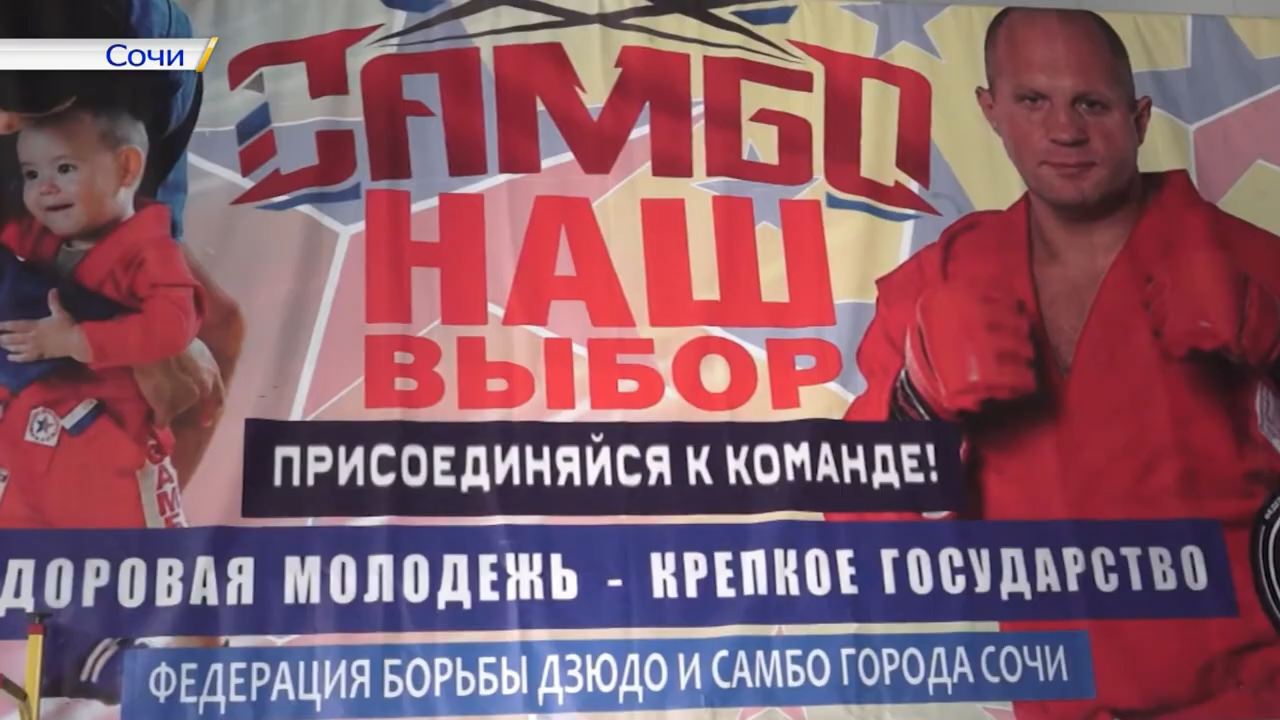 Сочи
САМБО
НАШ
ВЫБОР
ПРИСОЕДИНЯЙСЯ К КОМАНДЕ!
ДОРОВАЯ МОЛОДЕЖЬ - КРЕПКОЕ ГОСУДАРСТВО
ФЕДЕРАЦИЯ БОРЬБЫ ДЗЮДО И САМБО ГОРОДА СОЧИ